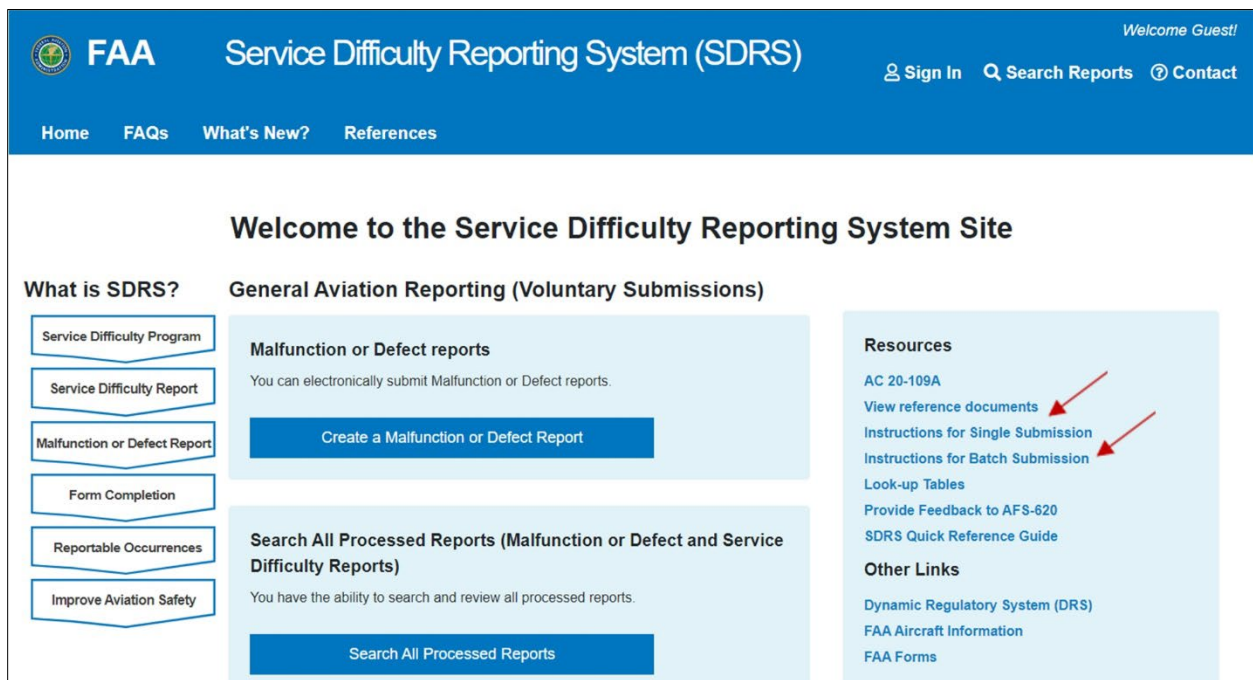 Welcome Guest!
FAA
Service Difficulty Reporting System (SDRS)
Sign In
Search Reports
Contact
Home
FAQs
What's New?
References
Welcome to the Service Difficulty Reporting System Site
What is SDRS?
Service Difficulty Program
Service Difficulty Report
Malfunction or Defect Report
Form Completion
Reportable Occurrences
Improve Aviation Safety
General Aviation Reporting (Voluntary Submissions)
Malfunction or Defect reports
You can electronically submit Malfunction or Defect reports.
Create a Malfunction or Defect Report
Search All Processed Reports (Malfunction or Defect and Service
Difficulty Reports)
You have the ability to search and review all processed reports.
Search All Processed Reports
Resources
AC 20-109A
View reference documents
Instructions for Single Submission
Instructions for Batch Submission
Look-up Tables
Provide Feedback to AFS-620
SDRS Quick Reference Guide
Other Links
Dynamic Regulatory System (DRS)
FAA Aircraft Information
FAA Forms